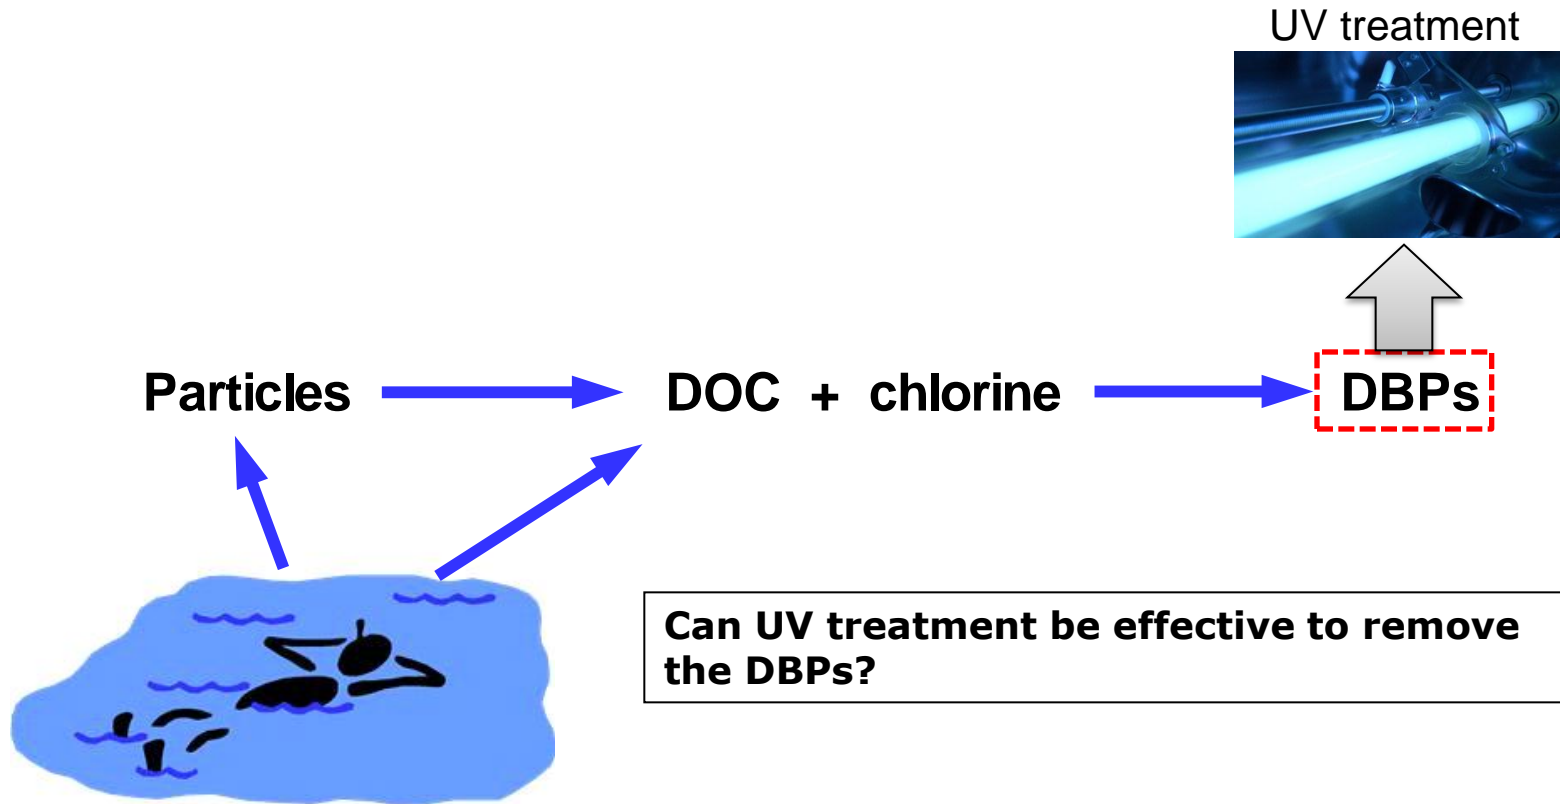 UV treatment
Particles DOC + chlorine DBPs
Can UV treatment be effective to remove
the DBPs?